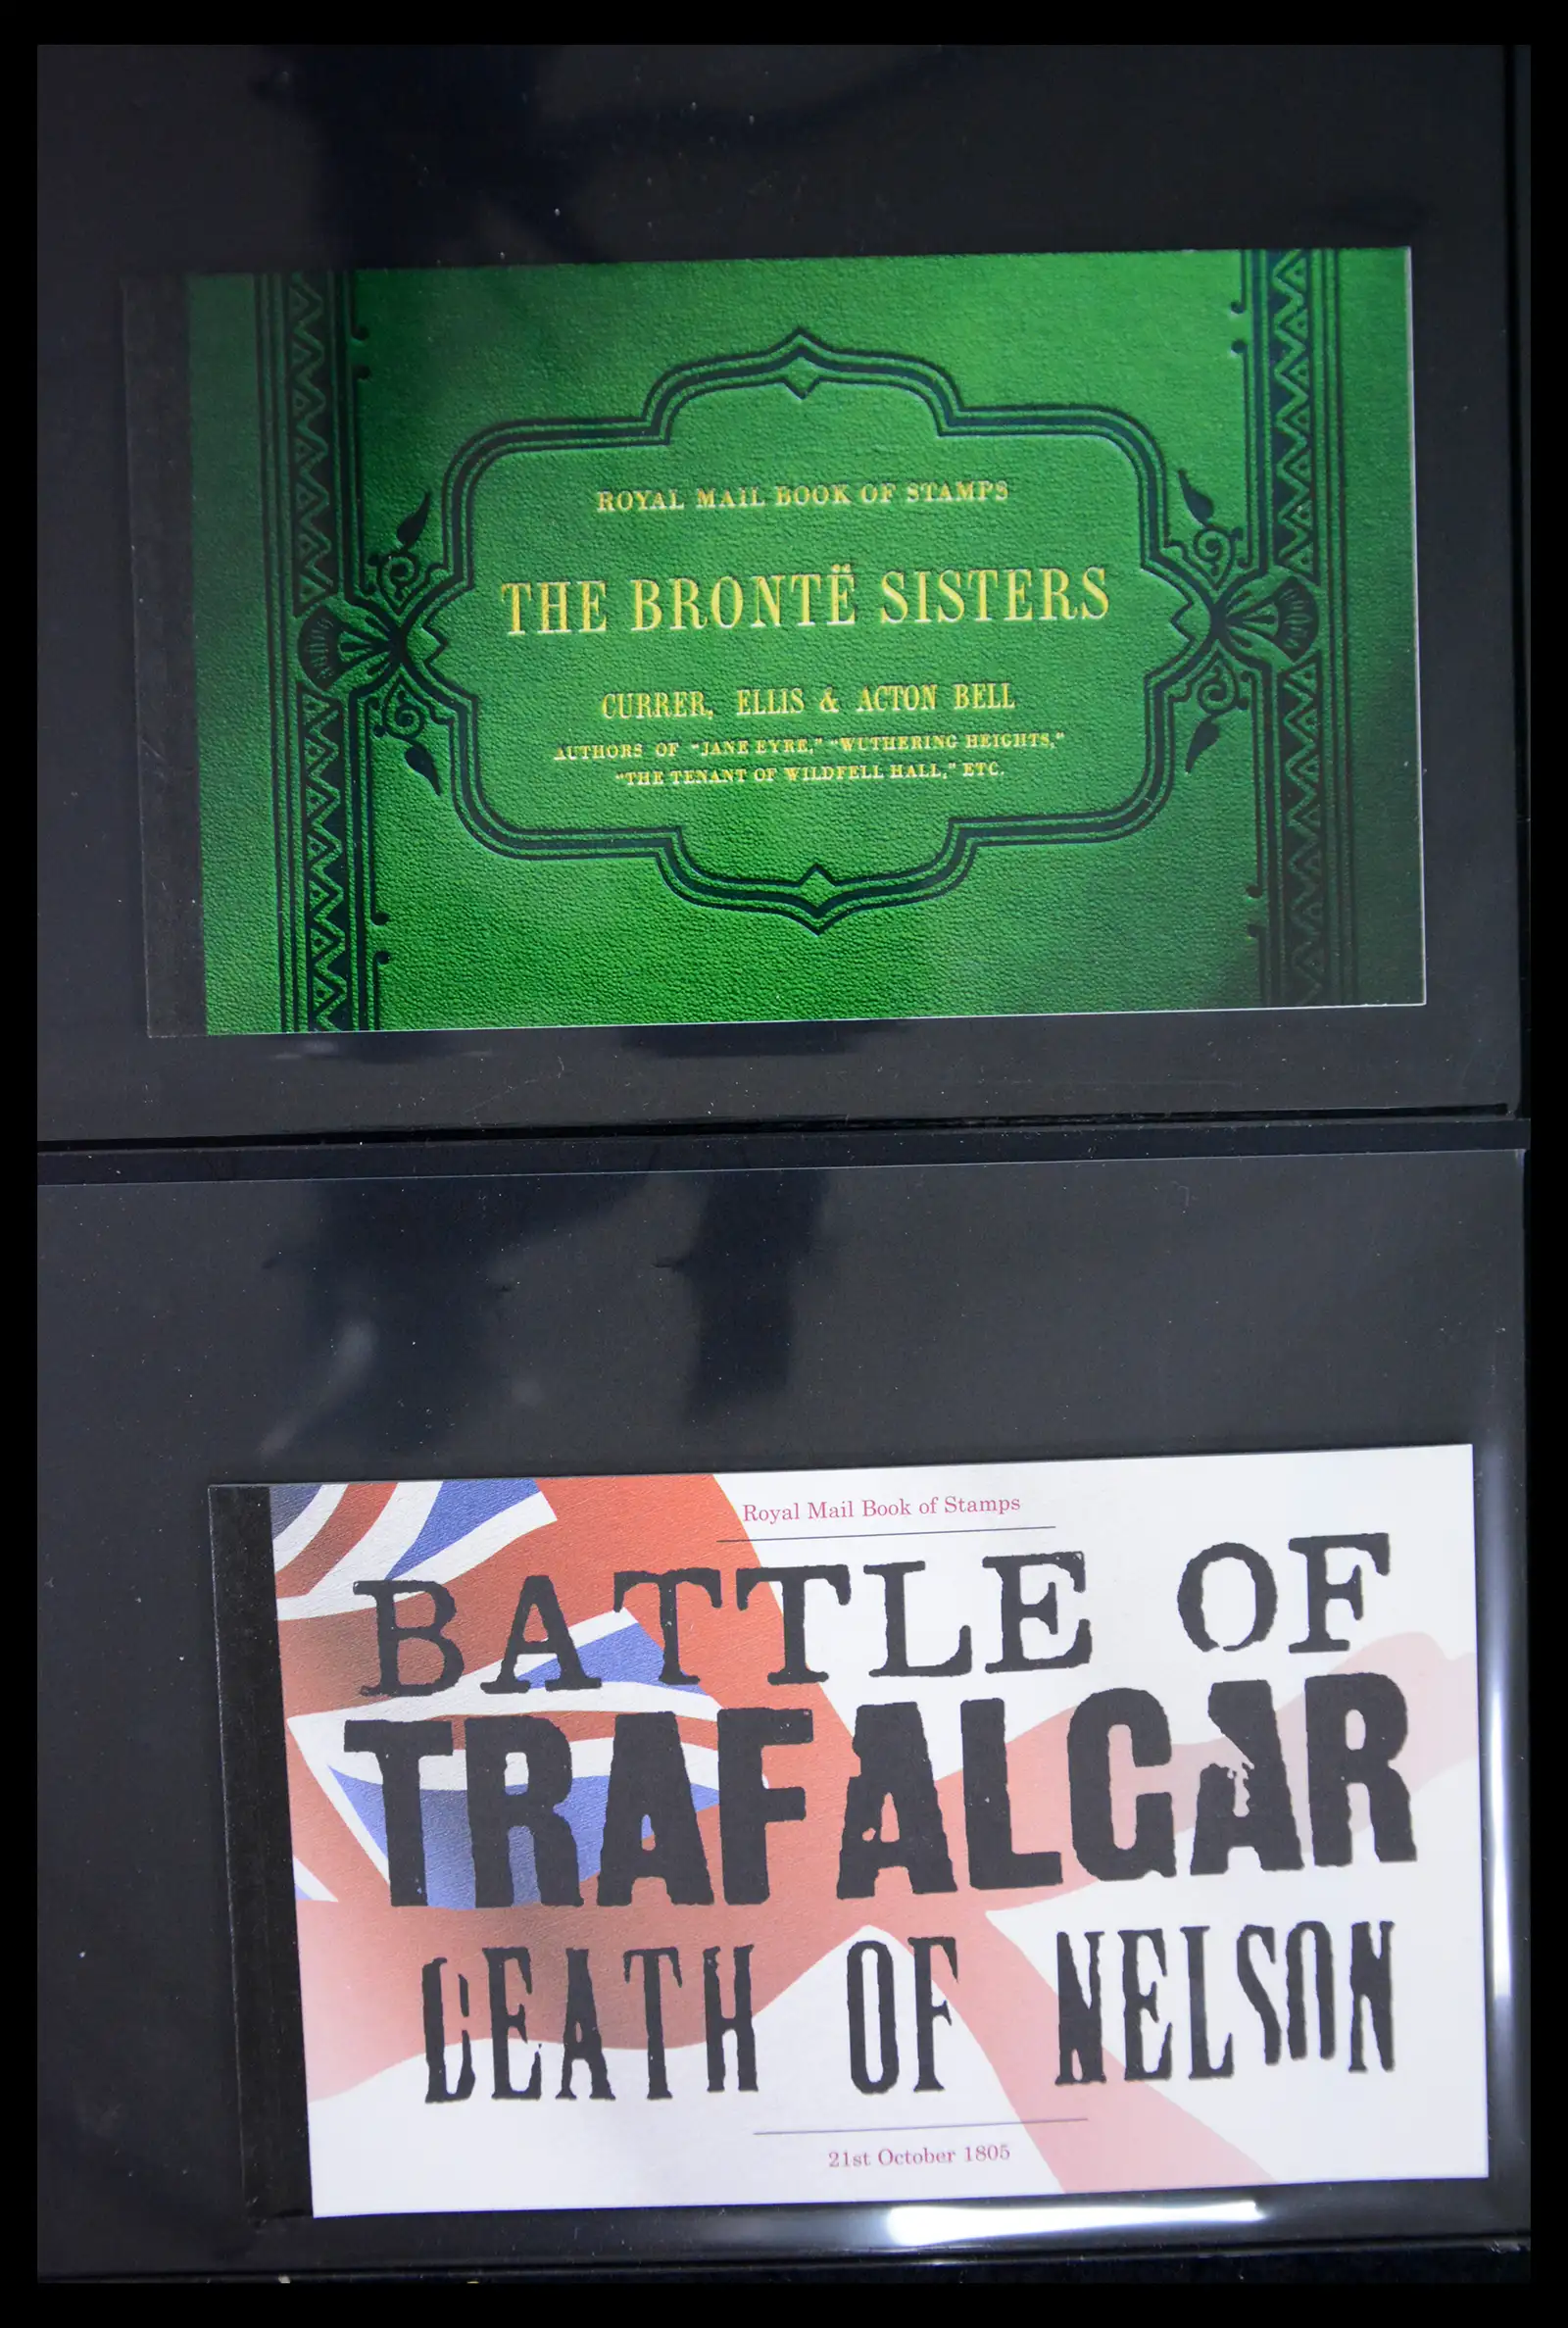 ROYAL MAIL BOOK OF STAMPS
THE BRONTË SISTERS
CURRER, ELLIS & ACTON BELL
AUTHORS OF "JANE EYRE," "WUTHERING HEIGHTS,"
"THE TENANT OF WILDFELL HALL," ETC.
Royal Mail Book of Stamps
BATTLE OF
TRAFALGAR
DEATH OF NELSON
21st October 1805